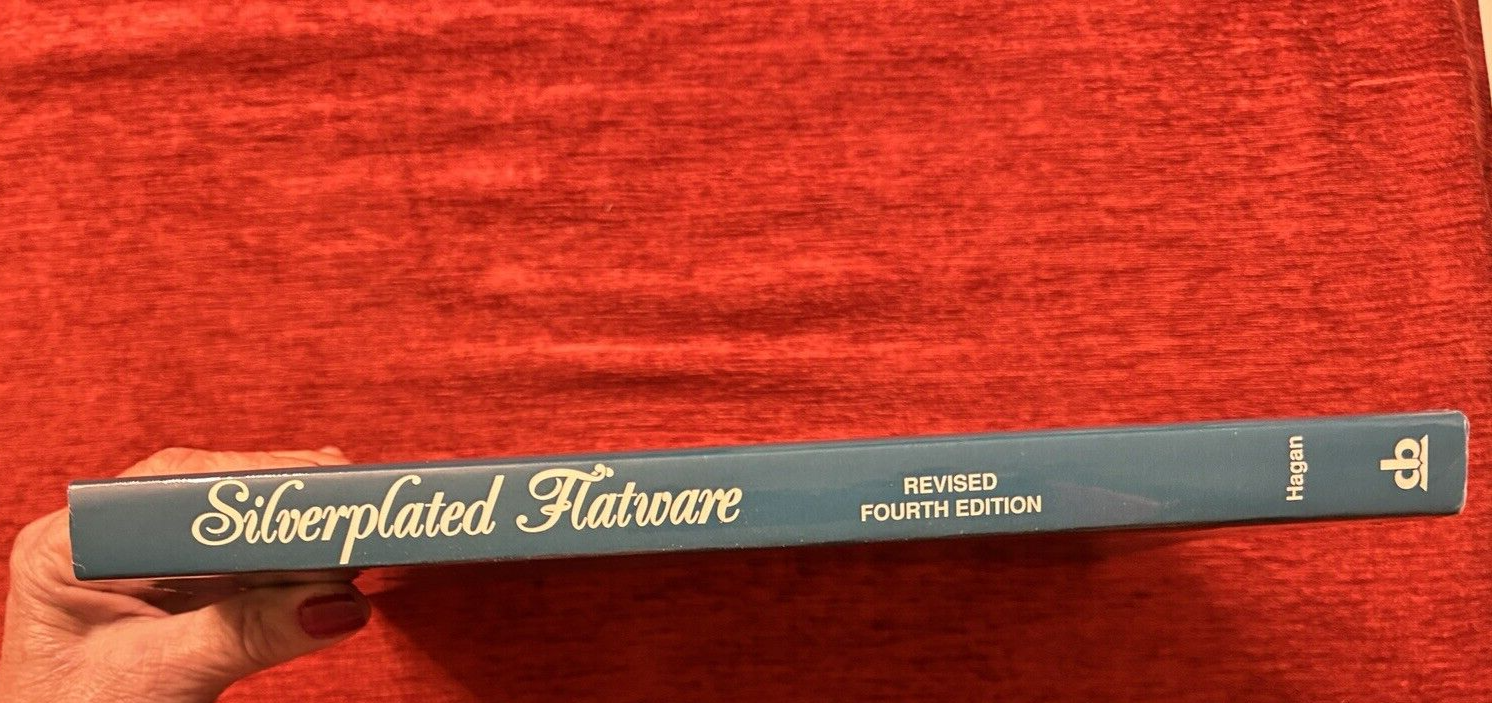 Silverplated Flatware
REVISED
FOURTH EDITION
Hagan
cb